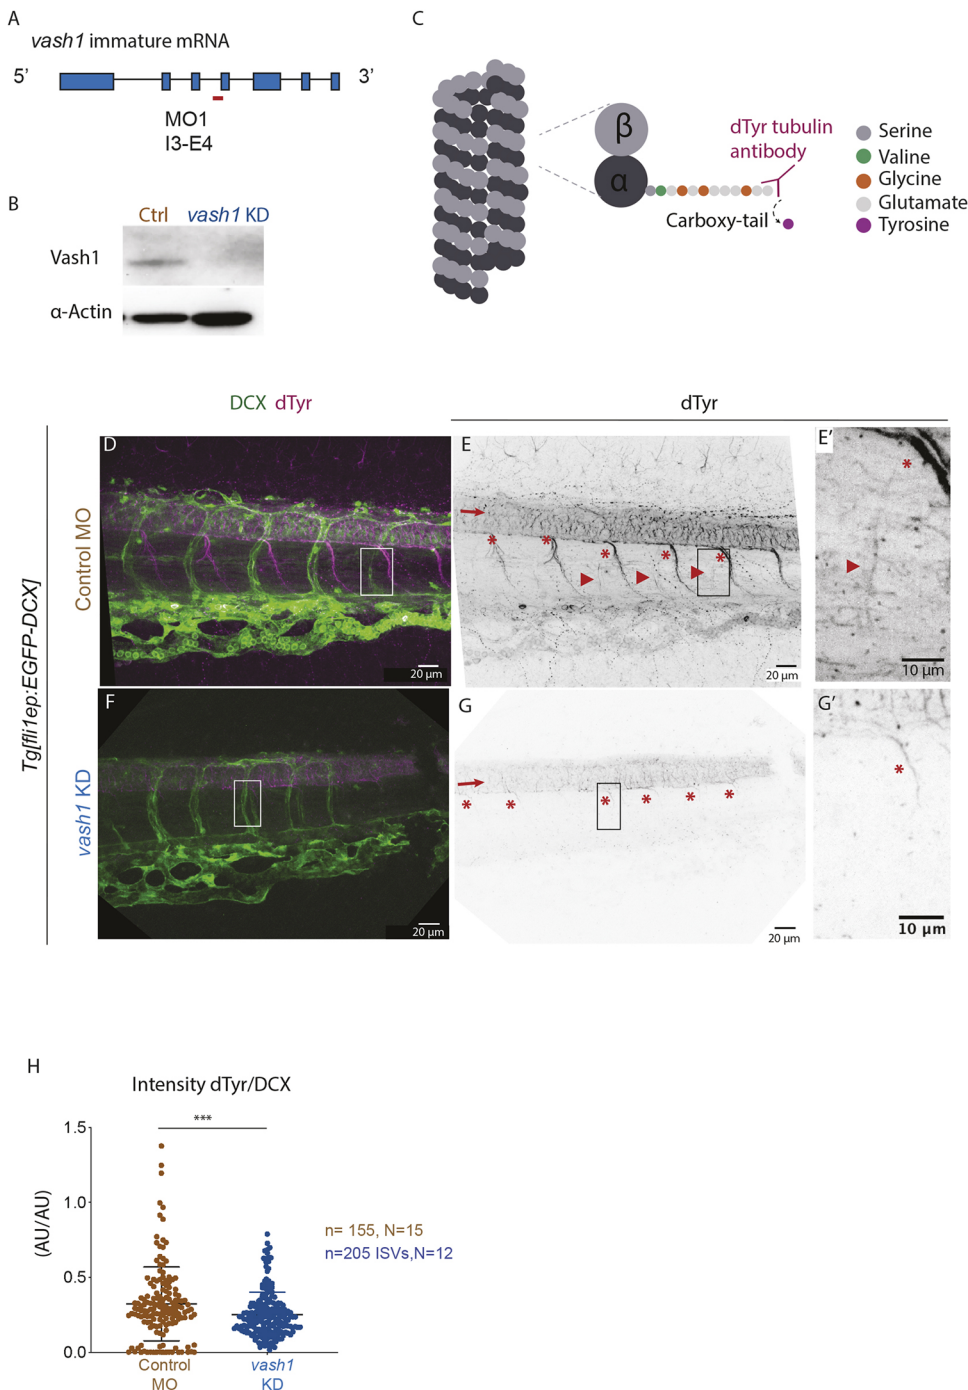 A
vash1 immature mRNA
5’
3’
MO1
I3-E4
B
Ctrl
vash1 KD
Vash1
α-Actin
C
β
α
dTyr tubulin
antibody
Carboxy-tail
Serine
Valine
Glycine
Glutamate
Tyrosine
DCX dTyr
dTyr
Tg[fli1ep:EGFP-DCX]
Control MO
vash1 KD
D
20 µm
E
*
*
*
*
*
20 µm
E’
*
10 µm
F
20 µm
G
*
*
*
*
*
*
20 µm
G’
*
10 µm
H
Intensity dTyr/DCX
***
(AU/AU)
1.5
1.0
0.5
0.0
n= 155, N=15
n=205 ISVs,N=12
Control
MO
vash1
KD